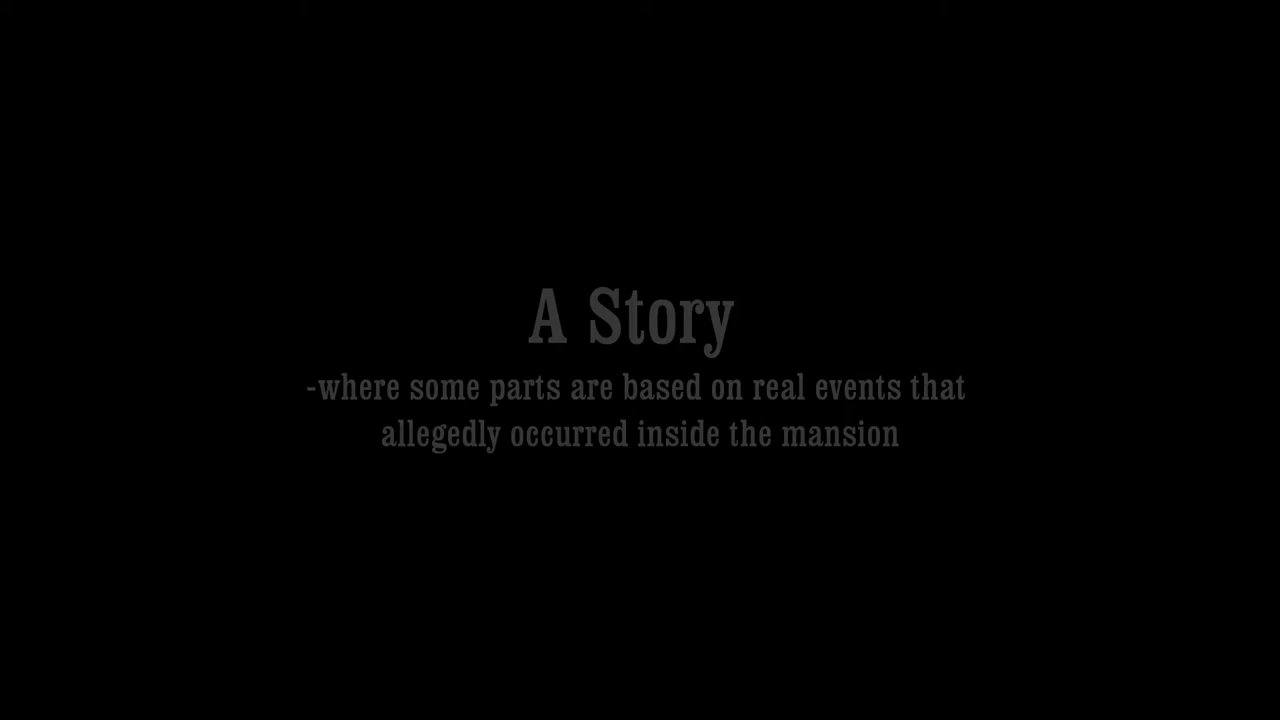 A Story
-where some parts are based on real events that
allegedly occurred inside the mansion